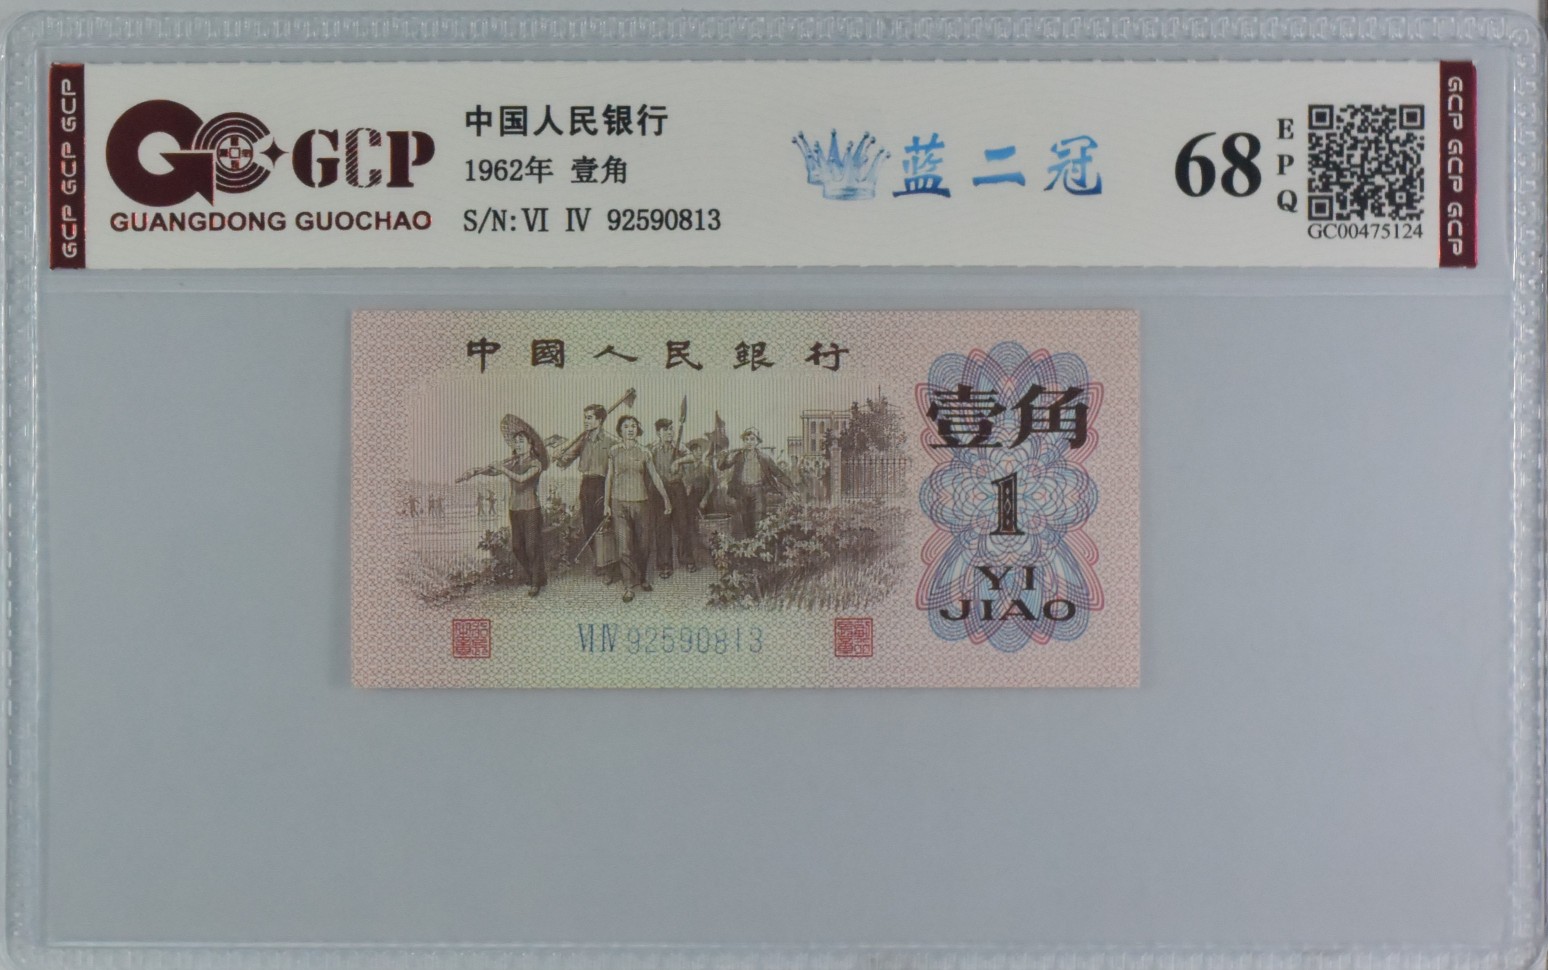 GCP GCP GCP
GCP
GUANGDONG GUOCHAO
中国人民银行
1962年 壹角
S/N: VI IV 92590813
蓝二冠
68
EPQ
GC00475124
GCP GCP GCP
中國人民銀行
壹角
1
YI
JIAO
VI IV 92590813